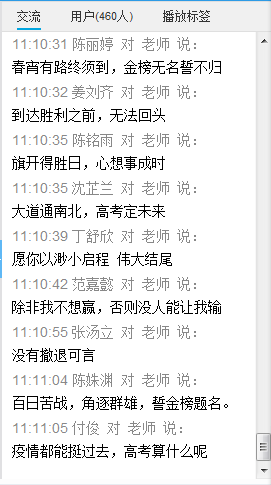 交流 用户(460人) 播放标签
11:10:31 陈丽婷 对 老师 说:
春宵有路终须到，金榜无名誓不归
11:10:32 姜刘齐 对 老师 说:
到达胜利之前，无法回头
11:10:35 陈铭雨 对 老师 说:
旗开得胜日，心想事成时
11:10:35 沈芷兰 对 老师 说:
大道通南北，高考定未来
11:10:39 丁舒欣 对 老师 说:
愿你以渺小启程 伟大结尾
11:10:42 范嘉懿 对 老师 说:
除非我不想赢，否则没人能让我输
11:10:55 张汤立 对 老师 说:
没有撤退可言
11:11:04 陈姝渊 对 老师 说:
百日苦战，角逐群雄，誓金榜题名。
11:11:05 付俊 对 老师 说:
疫情都能挺过去，高考算什么呢